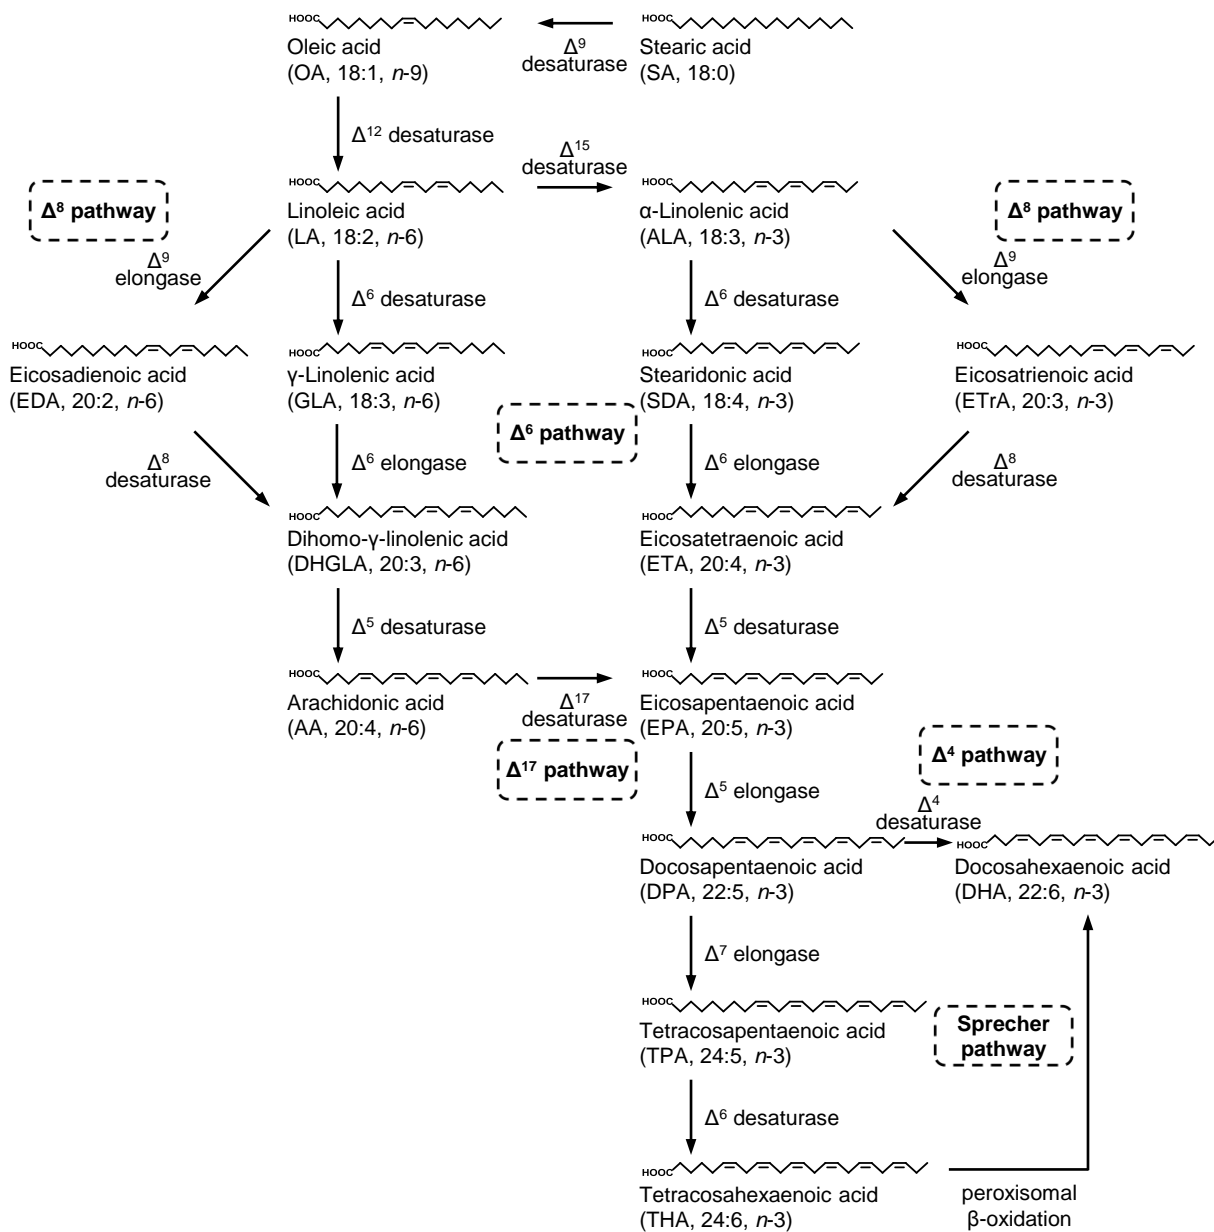 HOOC
Oleic acid
(OA, 18:1, n-9)
Δ9
desaturase
HOOC
Stearic acid
(SA, 18:0)
Δ12 desaturase
Δ15
desaturase
Δ8 pathway
HOOC
Linoleic acid
(LA, 18:2, n-6)
HOOC
α-Linolenic acid
(ALA, 18:3, n-3)
Δ8 pathway
Δ9
elongase
Δ6 desaturase
Δ6 desaturase
Δ9
elongase
HOOC
Eicosadienoic acid
(EDA, 20:2, n-6)
HOOC
γ-Linolenic acid
(GLA, 18:3, n-6)
HOOC
Stearidonic acid
(SDA, 18:4, n-3)
HOOC
Eicosatrienoic acid
(ETrA, 20:3, n-3)
Δ6 pathway
Δ8
desaturase
Δ6 elongase
Δ6 elongase
Δ8
desaturase
HOOC
Dihomo-γ-linolenic acid
(DHGLA, 20:3, n-6)
HOOC
Eicosatetraenoic acid
(ETA, 20:4, n-3)
Δ5 desaturase
Δ5 desaturase
HOOC
Arachidonic acid
(AA, 20:4, n-6)
Δ17
desaturase
HOOC
Eicosapentaenoic acid
(EPA, 20:5, n-3)
Δ17 pathway
Δ4 pathway
Δ5 elongase
Δ4
desaturase
HOOC
Docosapentaenoic acid
(DPA, 22:5, n-3)
HOOC
Docosahexaenoic acid
(DHA, 22:6, n-3)
Δ7 elongase
HOOC
Tetracosapentaenoic acid
(TPA, 24:5, n-3)
Sprecher
pathway
Δ6 desaturase
HOOC
Tetracosahexaenoic acid
(THA, 24:6, n-3)
peroxisomal
β-oxidation